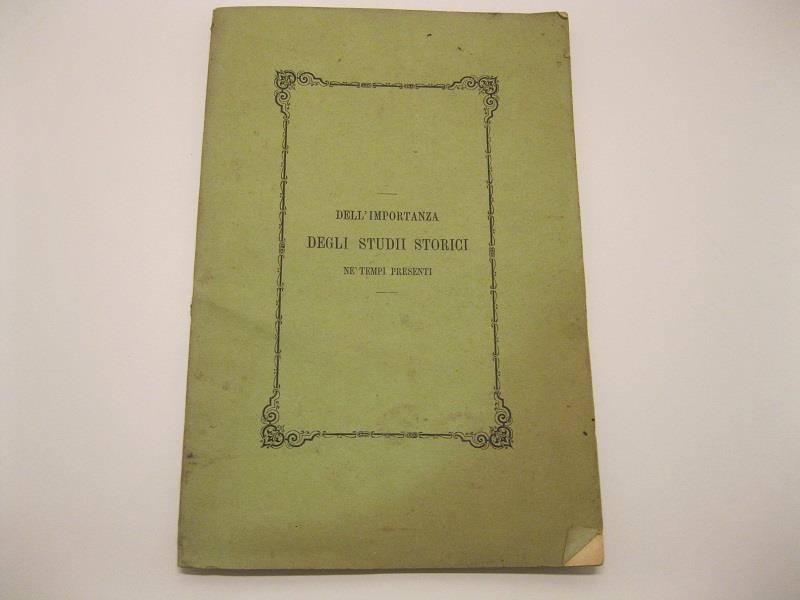 DELL'IMPORTANZA
DEGLI STUDII STORICI
NE' TEMPI PRESENTI